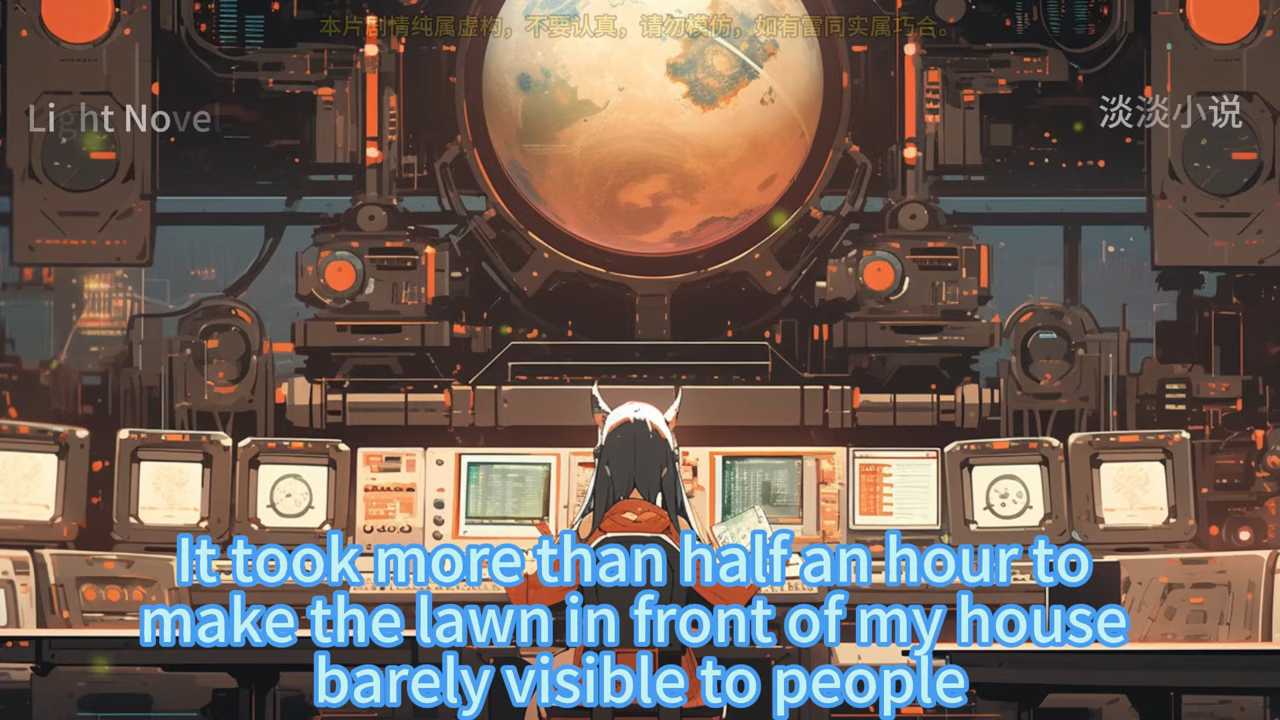 本片剧情纯属虚构，不要认真，请勿模仿，如有雷同实属巧合。
Light Novel
淡淡小说
It took more than half an hour to
make the lawn in front of my house
barely visible to people